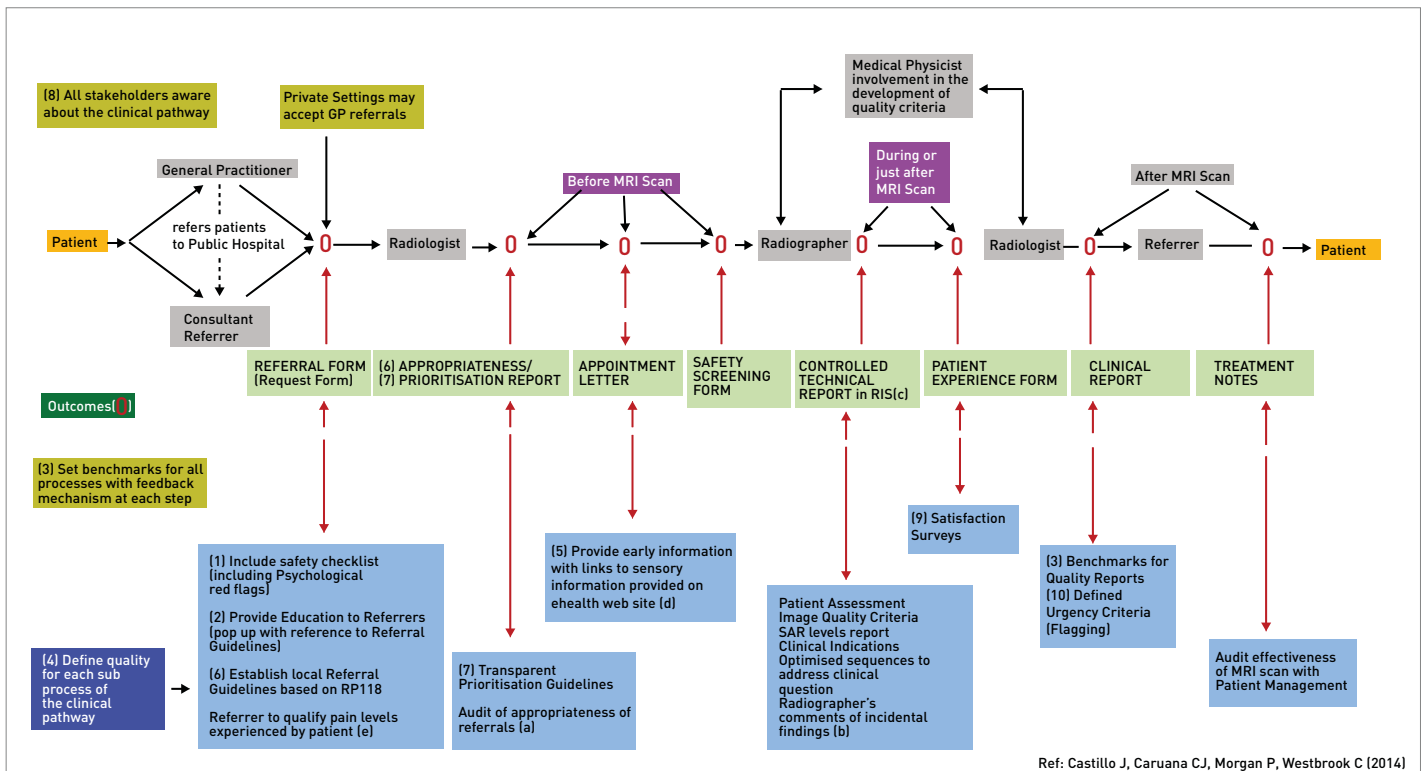 (8) All stakeholders aware
about the clinical pathway
Private Settings may
accept GP referrals
Medical Physicist
involvement in the
development of
quality criteria
General Practitioner
refers patients
to Public Hospital
Consultant
Referrer
Patient
0
Radiologist
0
Before MRI Scan
0
0
Radiographer
During or
just after
MRI Scan
0
0
Radiologist
After MRI Scan
0
Referrer
0
Patient
REFERRAL FORM
(Request Form)
(6) APPROPRIATENESS/
(7) PRIORITISATION REPORT
APPOINTMENT
LETTER
SAFETY
SCREENING
FORM
CONTROLLED
TECHNICAL
REPORT in RIS(c)
PATIENT
EXPERIENCE FORM
CLINICAL
REPORT
TREATMENT
NOTES
Outcomes(0)
(3) Set benchmarks for all
processes with feedback
mechanism at each step
(4) Define quality
for each sub
process of
the clinical
pathway
(1) Include safety checklist
(including Psychological
red flags)
(2) Provide Education to Referrers
(pop up with reference to Referral
Guidelines)
(6) Establish local Referral
Guidelines based on RP118
Referrer to qualify pain levels
experienced by patient (e)
(7) Transparent
Prioritisation Guidelines
Audit of appropriateness of
referrals (a)
(5) Provide early information
with links to sensory
information provided on
ehealth web site (d)
Patient Assessment
Image Quality Criteria
SAR levels report
Clinical Indications
Optimised sequences to
address clinical
question
Radiographer's
comments of incidental
findings (b)
(9) Satisfaction
Surveys
(3) Benchmarks for
Quality Reports
(10) Defined
Urgency Criteria
(Flagging)
Audit effectiveness
of MRI scan with
Patient Management
Ref: Castillo J, Caruana CJ, Morgan P, Westbrook C (2014)